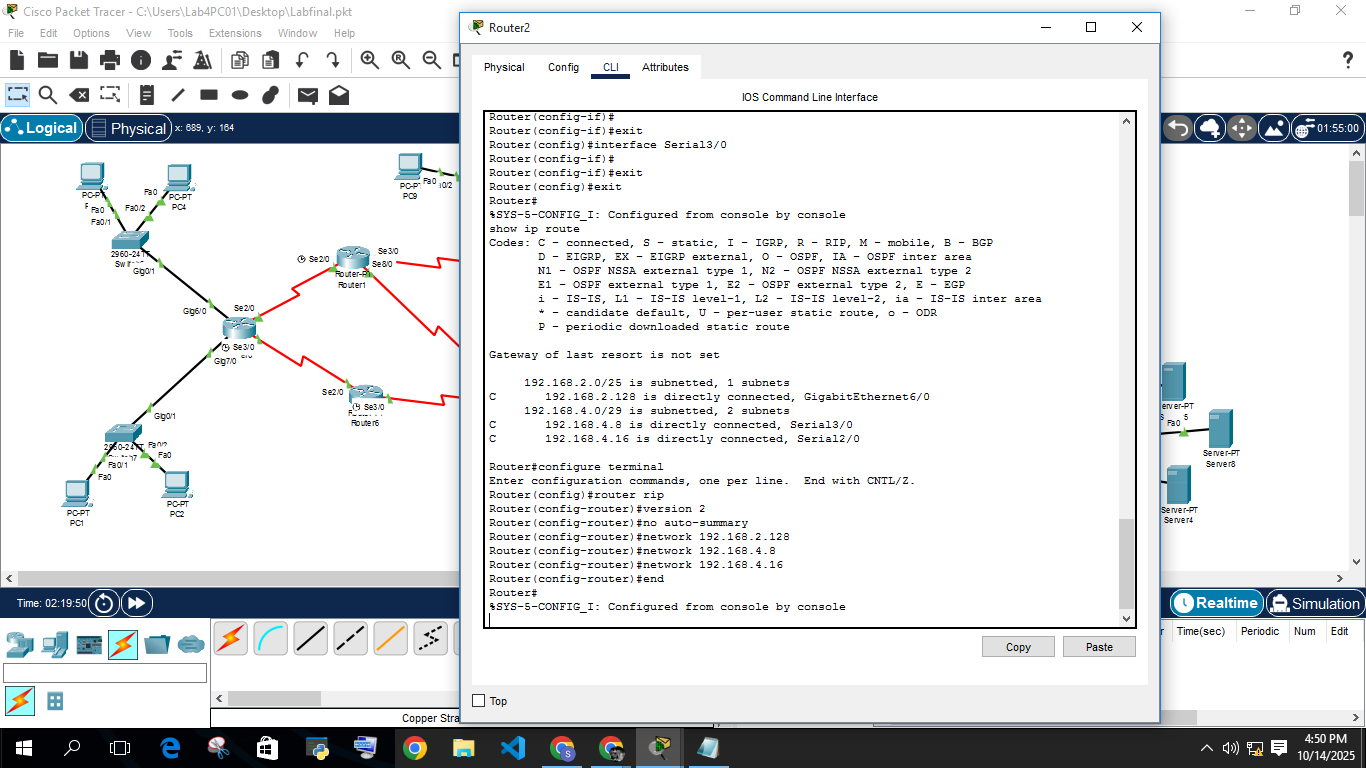 Cisco Packet Tracer - C:\Users\Lab4PC01\Desktop\Labfinal.pkt
File Edit Options View Tools Extensions Window Help
Logical
Physical
x: 689, y: 164
01:55:00
PC-PT
Fa0
Fa0/1
Fa0
Fa0/2
PC-PT
PC4
2960-24TT
Gig0/1
Gig6/0
Se2/0
Se3/0
Gig7/0
Se2/0
Se3/0
Se8/0
Router1
Se2/0
Se3/0
Router6
PC-PT
PC9
Fa0
Gig0/1
Fa0/2
Fa0
Fa0/1
Fa0
PC-PT
PC1
PC-PT
PC2
erver-PT
Fa0
Server-PT
Server8
Server-PT
Server4
Router2
Physical
Config
CLI
Attributes
IOS Command Line Interface
Router(config-if)#
Router(config-if)#exit
Router(config)#interface Serial3/0
Router(config-if)#
Router(config-if)#exit
Router(config)#exit
Router#
%SYS-5-CONFIG_I: Configured from console by console
show ip route
Codes: C - connected, S - static, I - IGRP, R - RIP, M - mobile, B - BGP
D - EIGRP, EX - EIGRP external, O - OSPF, IA - OSPF inter area
N1 - OSPF NSSA external type 1, N2 - OSPF NSSA external type 2
E1 - OSPF external type 1, E2 - OSPF external type 2, E - EGP
i - IS-IS, L1 - IS-IS level-1, L2 - IS-IS level-2, ia - IS-IS inter area
* - candidate default, U - per-user static route, o - ODR
P - periodic downloaded static route
Gateway of last resort is not set
192.168.2.0/25 is subnetted, 1 subnets
C 192.168.2.128 is directly connected, GigabitEthernet6/0
192.168.4.0/29 is subnetted, 2 subnets
C 192.168.4.8 is directly connected, Serial3/0
C 192.168.4.16 is directly connected, Serial2/0
Router#configure terminal
Enter configuration commands, one per line. End with CNTL/Z.
Router(config)#router rip
Router(config-router)#version 2
Router(config-router)#no auto-summary
Router(config-router)#network 192.168.2.128
Router(config-router)#network 192.168.4.8
Router(config-router)#network 192.168.4.16
Router(config-router)#end
Router#
%SYS-5-CONFIG_I: Configured from console by console
Copy
Paste
Top
Time: 02:19:50
Realtime
Simulation
r Time(sec) Periodic Num Edit
Copper Stra
4:50 PM
10/14/2025